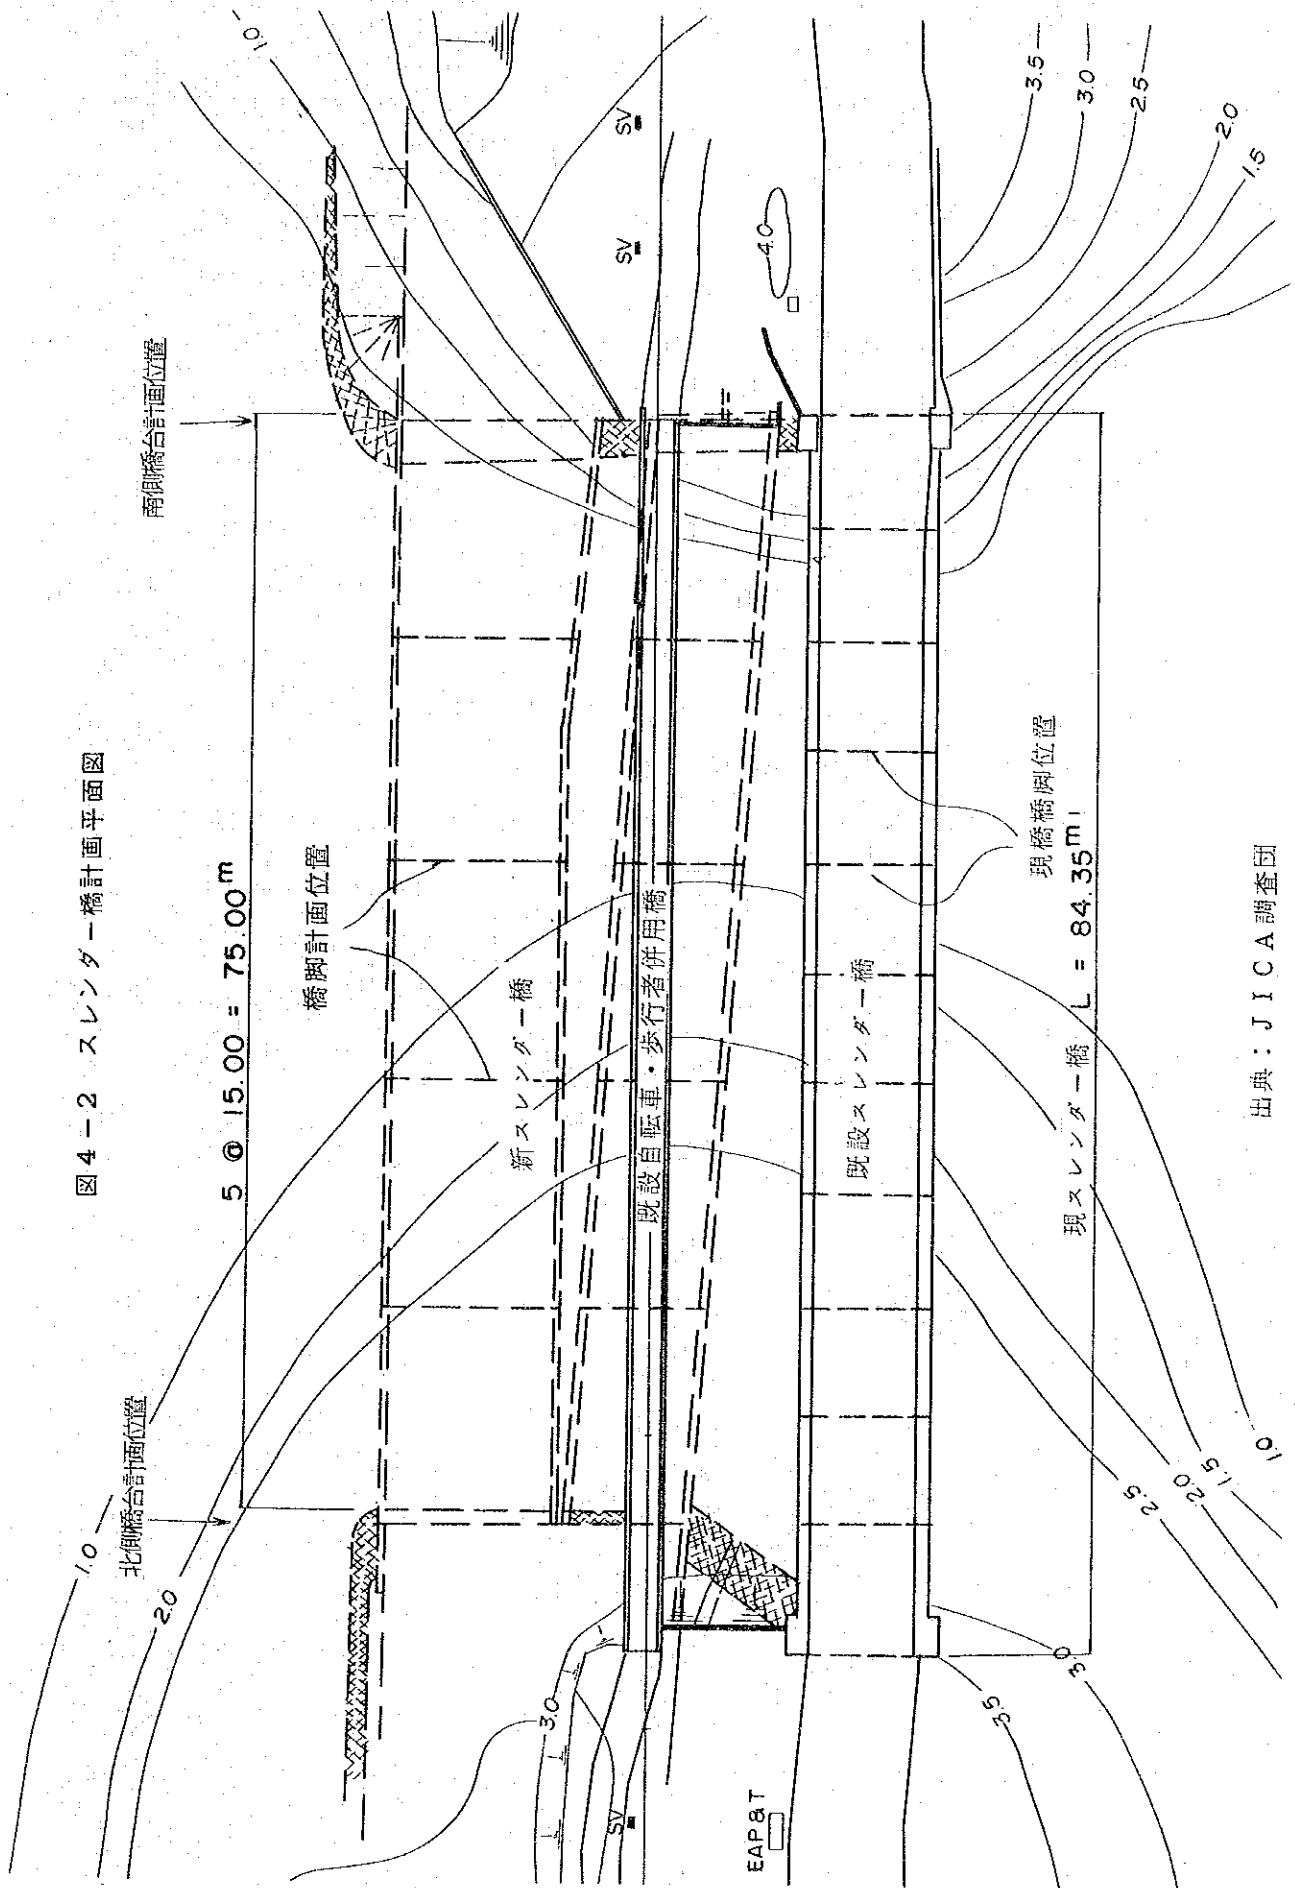 図4-2 スレンダー橋計画平面図
北側橋台計画位置
南側橋台計画位置
5 @ 15.00 = 75.00m
橋脚計画位置
新スレンダー橋
既設自転車・歩行者併用橋
既設スレンダー橋
現橋橋脚位置
現スレンダー橋 L = 84.35m
出典：JICA調査団
EAP&T
SV
SV
SV
1.0
2.0
3.0
1.0
4.0
3.5
3.0
2.5
2.0
1.5
3.5
3.0
2.5
2.0
1.5
1.0